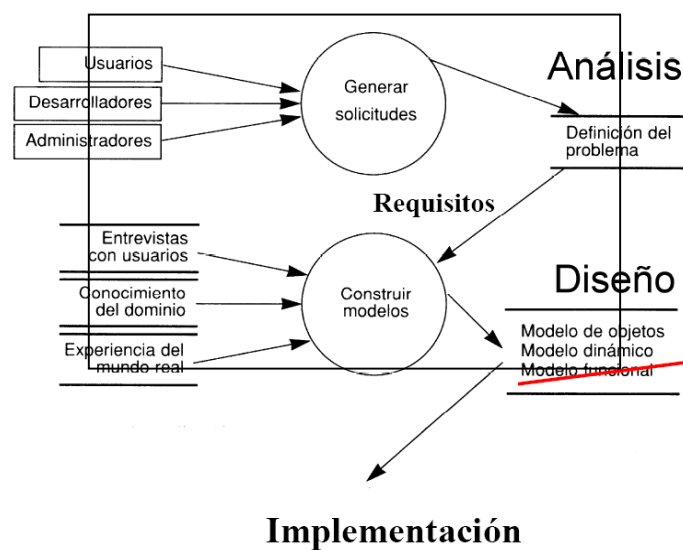 Usuarios
Desarrolladores
Administradores
Generar
solicitudes
Análisis
Definición del
problema
Requisitos
Entrevistas
con usuarios
Conocimiento
del dominio
Experiencia del
mundo real
Construir
modelos
Diseño
Modelo de objetos
Modelo dinámico
Modelo funcional
Implementación